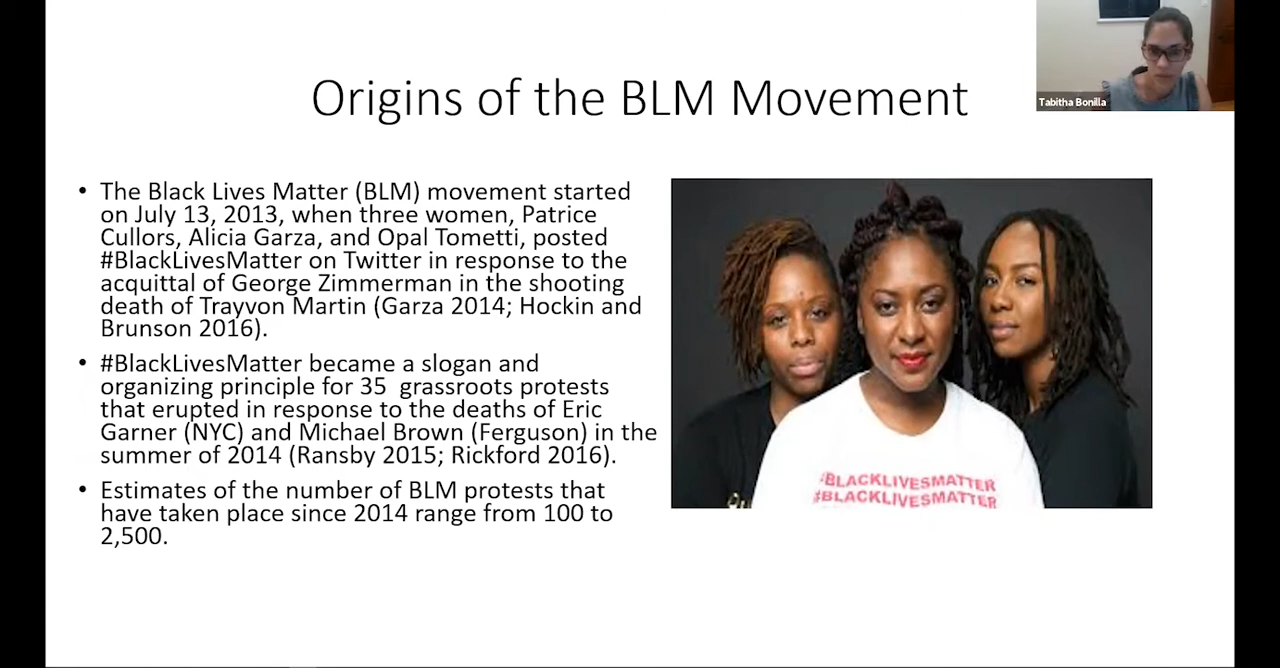 Origins of the BLM Movement
Tabitha Bonilla
• The Black Lives Matter (BLM) movement started
on July 13, 2013, when three women, Patrice
Cullors, Alicia Garza, and Opal Tometti, posted
#BlackLivesMatter on Twitter in response to the
acquittal of George Zimmerman in the shooting
death of Trayvon Martin (Garza 2014; Hockin and
Brunson 2016).
• #BlackLivesMatter became a slogan and
organizing principle for 35  grassroots protests
that erupted in response to the deaths of Eric
Garner (NYC) and Michael Brown (Ferguson) in the
summer of 2014 (Ransby 2015; Rickford 2016).
• Estimates of the number of BLM protests that
have taken place since 2014 range from 100 to
2,500.
#BLACKLIVESMATTER
#BLACKLIVESMATTER